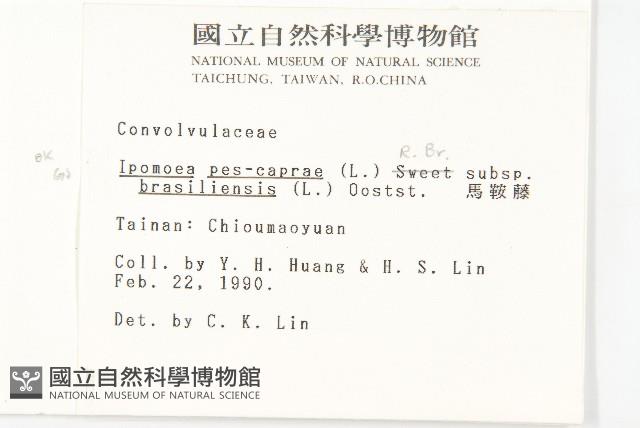 國立自然科學博物館
NATIONAL MUSEUM OF NATURAL SCIENCE
TAICHUNG, TAIWAN, R.O.CHINA
Convolvulaceae
R. Br.
OK
Ipomoea pes-caprae (L.) Sweet subsp.
brasiliensis (L.) Oostst. 馬鞍藤
Tainan: Chioumaoyuan
Coll. by Y. H. Huang & H. S. Lin
Feb. 22, 1990.
Det. by C. K. Lin
國立自然科學博物館
NATIONAL MUSEUM OF NATURAL SCIENCE